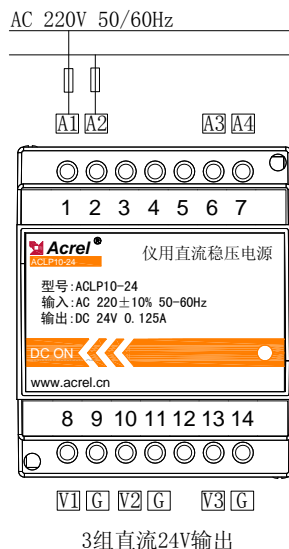 AC 220V 50/60Hz
A1 A2 A3 A4
1 2 3 4 5 6 7
Acrel®
ACLP10-24
仪用直流稳压电源
型号:ACLP10-24
输入:AC 220±10% 50-60Hz
输出:DC 24V 0.125A
DC ON
www.acrel.cn
8 9 10 11 12 13 14
V1 G V2 G V3 G
3组直流24V输出